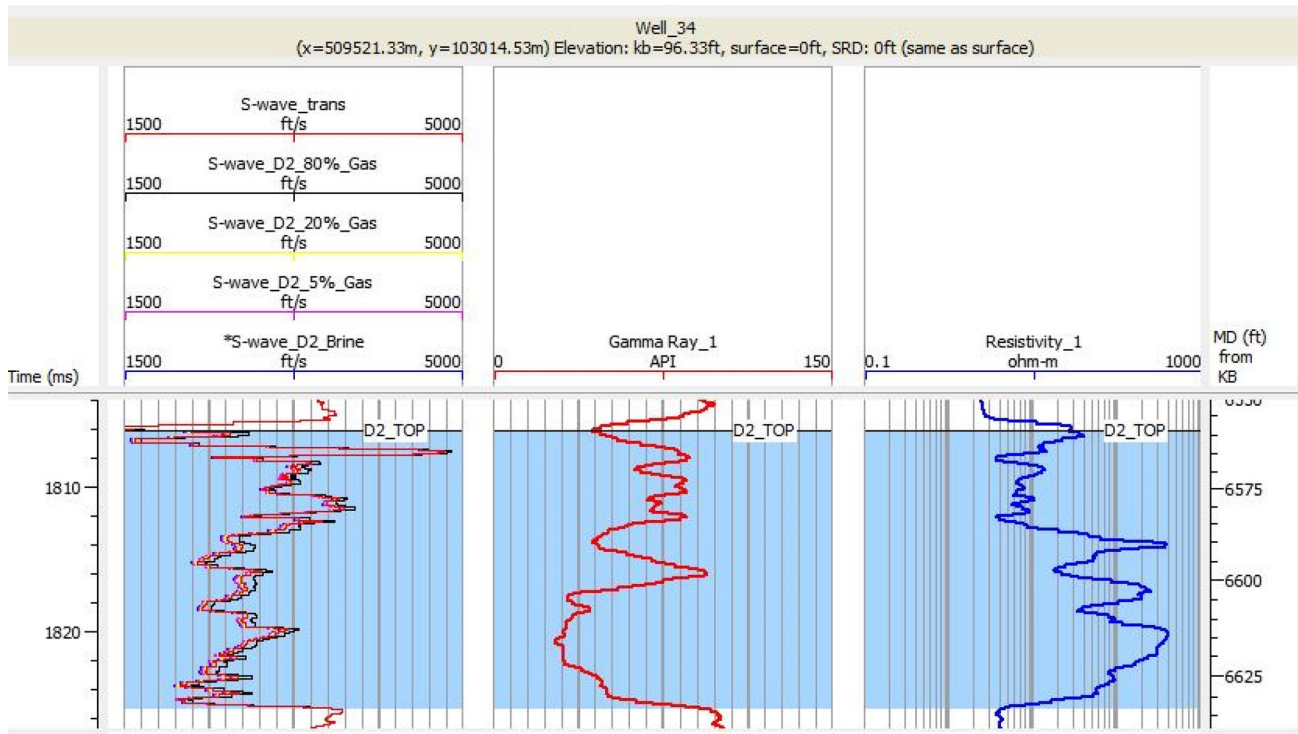 Well_34
(x=509521.33m, y=103014.53m) Elevation: kb=96.33ft, surface=0ft, SRD: 0ft (same as surface)
S-wave_trans
1500 ft/s 5000
S-wave_D2_80%_Gas
1500 ft/s 5000
S-wave_D2_20%_Gas
1500 ft/s 5000
S-wave_D2_5%_Gas
1500 ft/s 5000
*S-wave_D2_Brine
1500 ft/s 5000
Gamma Ray_1
0 API 150
Resistivity_1
0.1 ohm-m 1000
MD (ft)
from
KB
Time (ms)
D2_TOP D2_TOP D2_TOP
1810
6575
6600
1820
6625